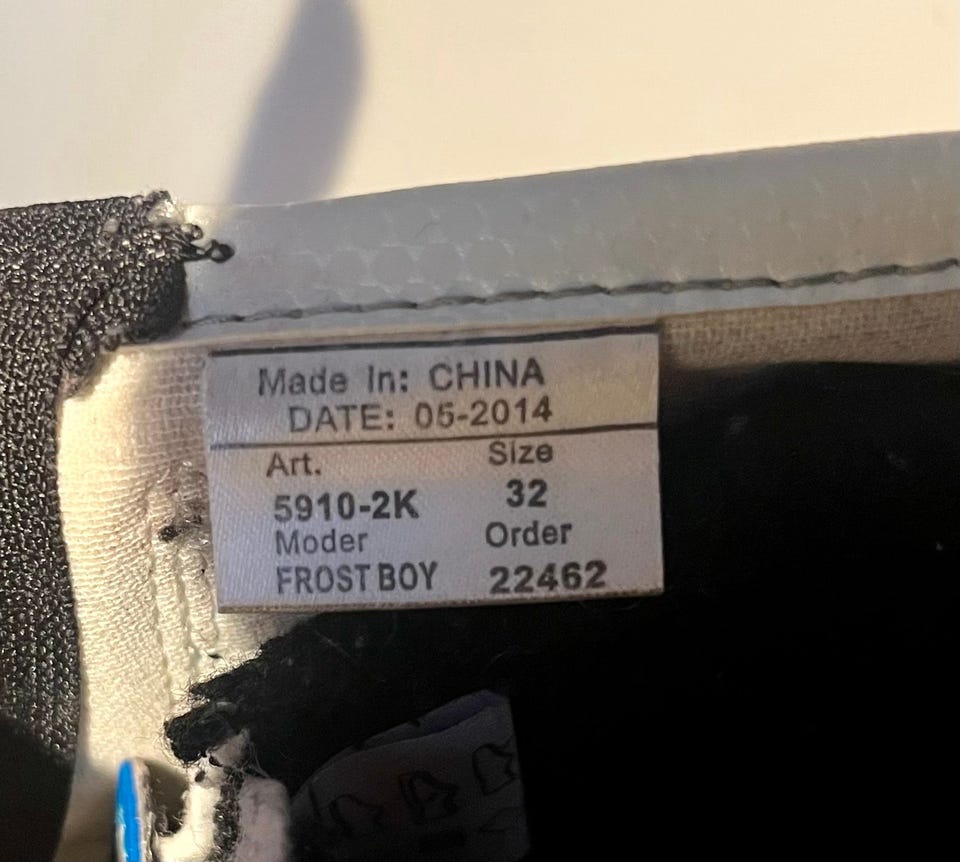 Made In: CHINA
DATE: 05-2014
Art. Size
5910-2K 32
Moder Order
FROST BOY 22462